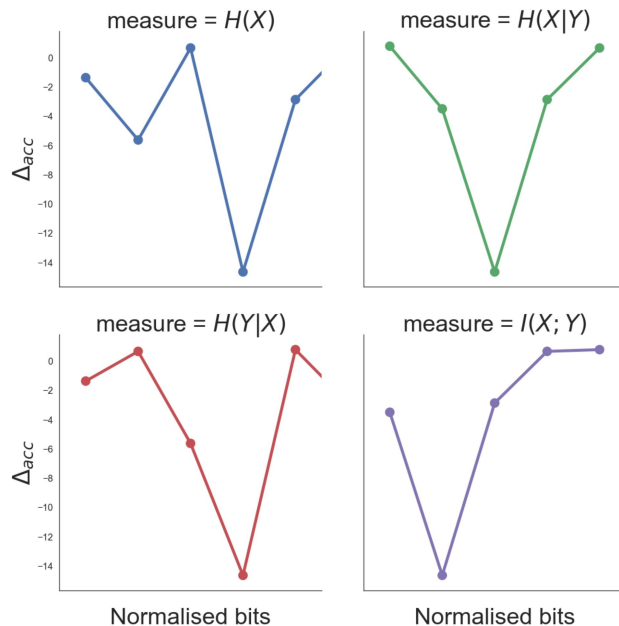 measure = H(X)
measure = H(X|Y)
0
−2
−4
−6
−8
−10
−12
−14
Δacc
measure = H(Y|X)
measure = I(X; Y)
0
−2
−4
−6
−8
−10
−12
−14
Δacc
Normalised bits
Normalised bits